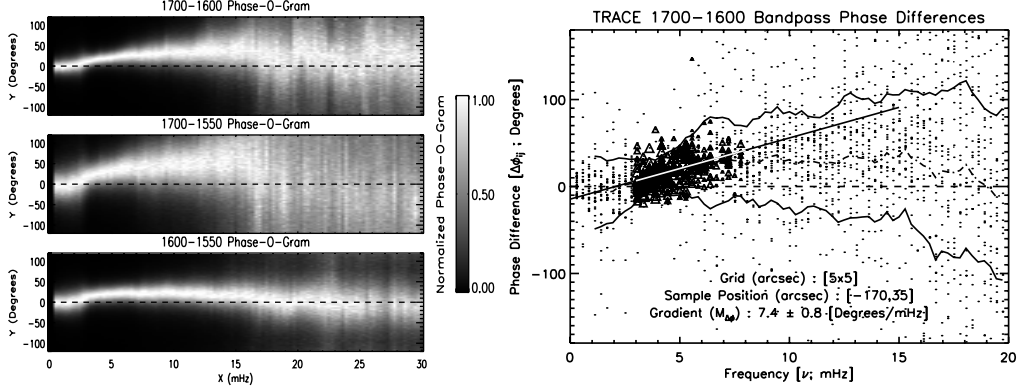 1700-1600 Phase-O-Gram
100
50
0
-50
-100
Y (Degrees)
1700-1550 Phase-O-Gram
100
50
0
-50
-100
Y (Degrees)
1600-1550 Phase-O-Gram
100
50
0
-50
-100
Y (Degrees)
0 5 10 15 20 25 30
X (mHz)
Normalized Phase-O-Gram
1.00
0.50
0.00
TRACE 1700-1600 Bandpass Phase Differences
Phase Difference [Δϕij ; Degrees]
100
0
-100
Grid (arcsec) : [5x5]
Sample Position (arcsec) : [-170,35]
Gradient (MΔϕ) : 7.4 ± 0.8 [Degrees/mHz]
0 5 10 15 20
Frequency [ν; mHz]